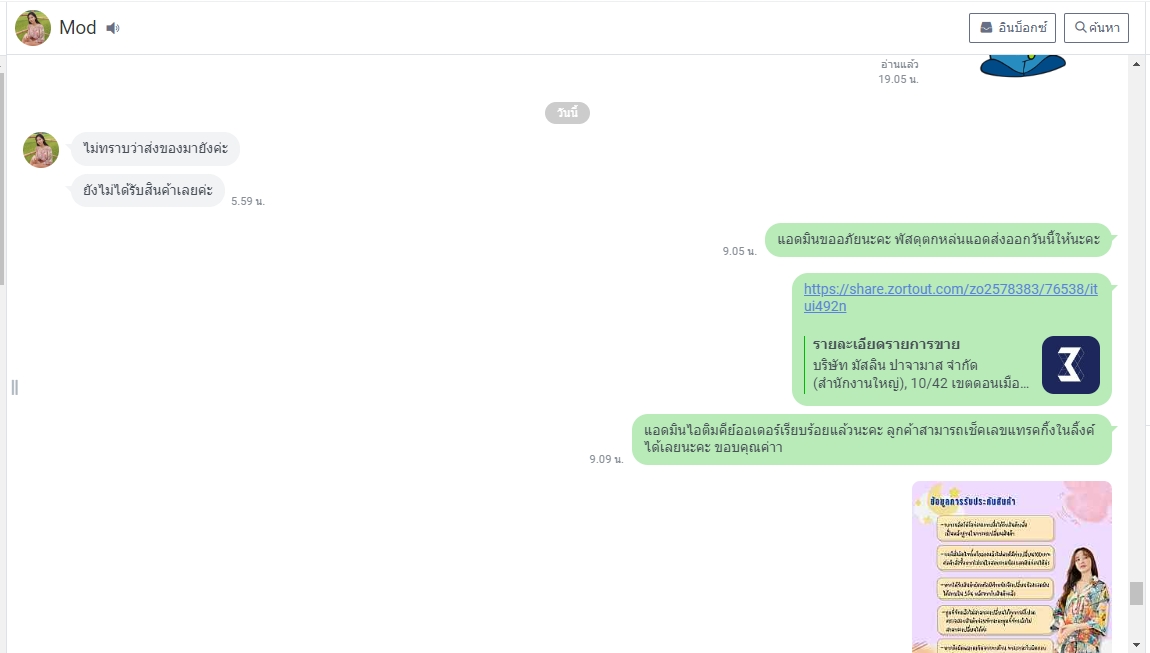 Mod
อินบ็อกซ์
ค้นหา
อ่านแล้ว
19.05 น.
วันนี้
ไม่ทราบว่าส่งของมายังค่ะ
ยังไม่ได้รับสินค้าเลยค่ะ
5.59 น.
แอดมินขออภัยนะคะ พัสดุตกหล่นแอดส่งออกวันนี้ให้นะคะ
9.05 น.
https://share.zortout.com/zo2578383/76538/it
ui492n
รายละเอียดรายการขาย
บริษัท มัสลิน ปาจามาส จำกัด
(สำนักงานใหญ่), 10/42 เขตดอนเมือ...
แอดมินไอติมคีย์ออเดอร์เรียบร้อยแล้วนะคะ ลูกค้าสามารถเช็คเลขแทรคกิ้งในลิ้งค์
ได้เลยนะคะ ขอบคุณค่าา
9.09 น.
ข้อมูลการรับประกันสินค้า